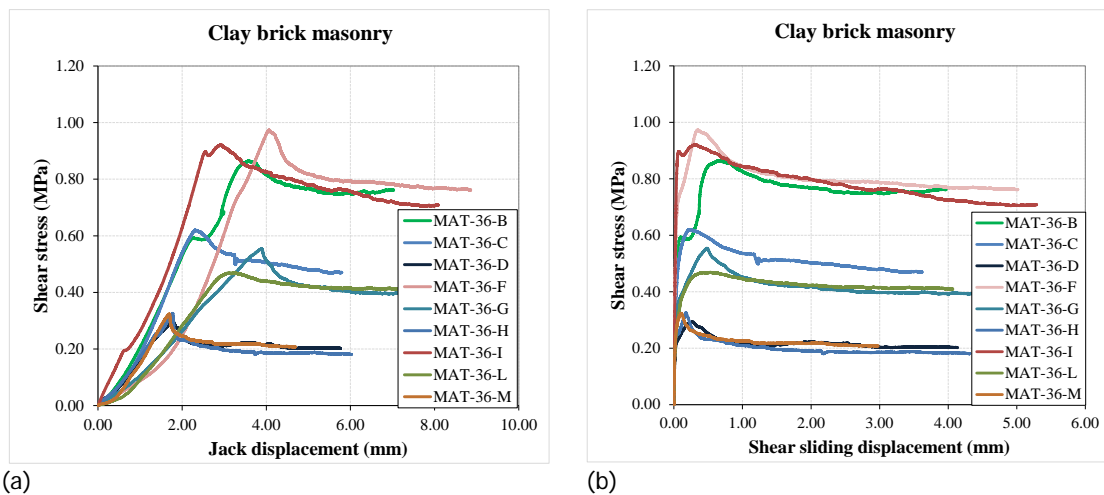 Clay brick masonry
Shear stress (MPa)
1.20
1.00
0.80
0.60
0.40
0.20
0.00
MAT-36-B
MAT-36-C
MAT-36-D
MAT-36-F
MAT-36-G
MAT-36-H
MAT-36-I
MAT-36-L
MAT-36-M
0.00 2.00 4.00 6.00 8.00 10.00
Jack displacement (mm)
(a)
Clay brick masonry
Shear stress (MPa)
1.20
1.00
0.80
0.60
0.40
0.20
0.00
MAT-36-B
MAT-36-C
MAT-36-D
MAT-36-F
MAT-36-G
MAT-36-H
MAT-36-I
MAT-36-L
MAT-36-M
0.00 1.00 2.00 3.00 4.00 5.00 6.00
Shear sliding displacement (mm)
(b)